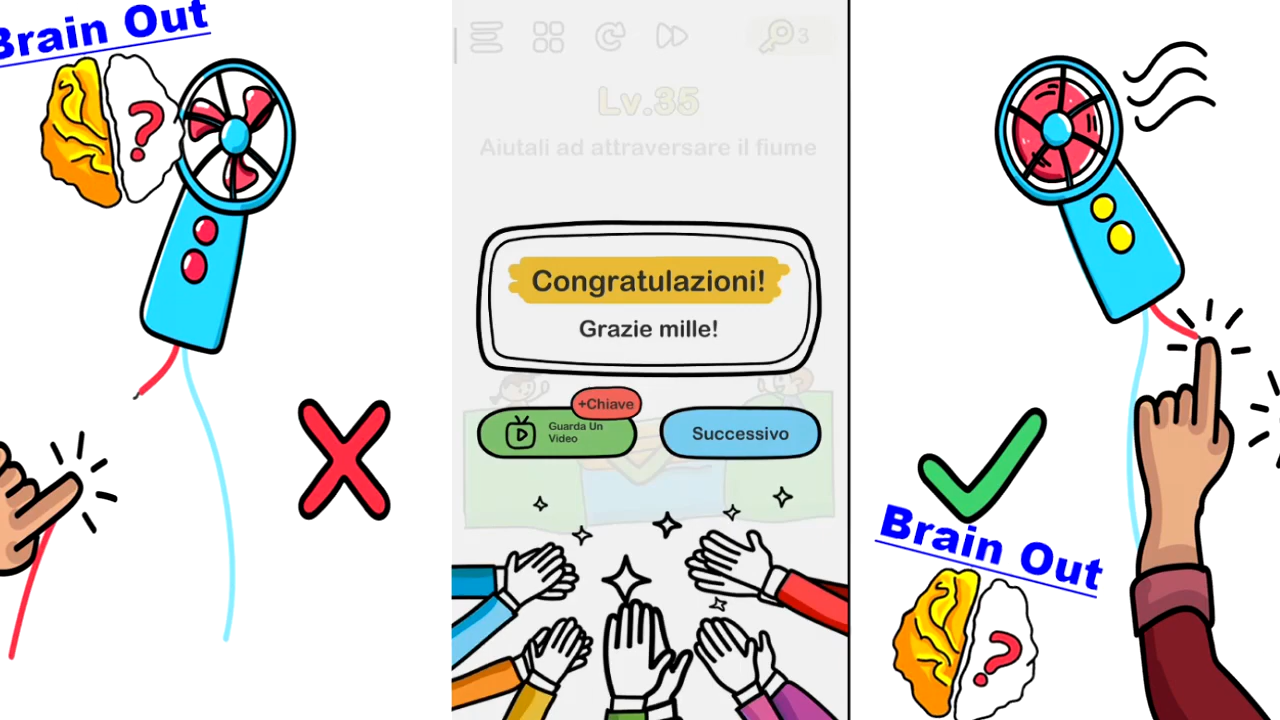 Brain Out
?
3
Lv.35
Aiutali ad attraversare il fiume
Congratulazioni!
Grazie mille!
+Chiave
Guarda Un
Video
Successivo
Brain Out
?